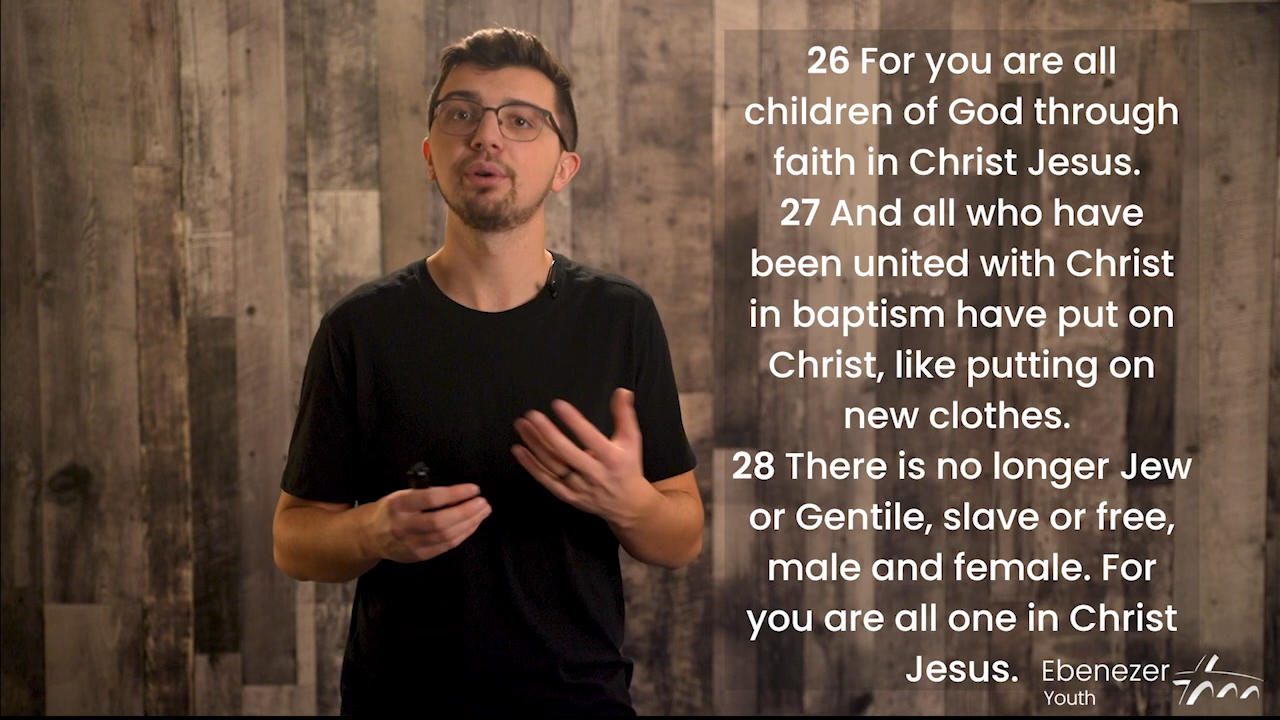 26 For you are all
children of God through
faith in Christ Jesus.
27 And all who have
been united with Christ
in baptism have put on
Christ, like putting on
new clothes.
28 There is no longer Jew
or Gentile, slave or free,
male and female. For
you are all one in Christ
Jesus.
Ebenezer
Youth